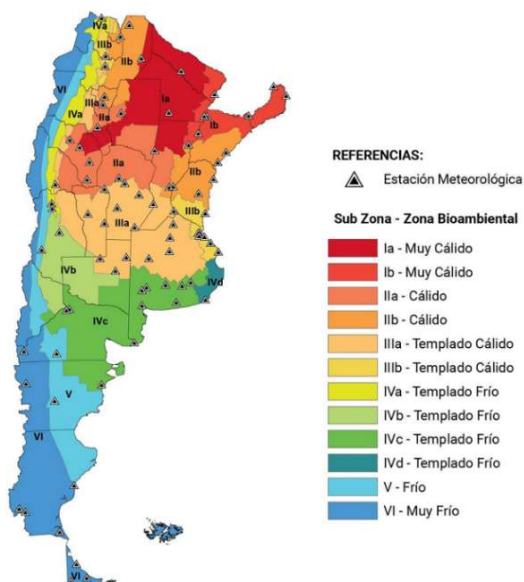 IVa
IIIb
IIb
VI
Ia
IIIa
IVa
IIa
Ib
IIa
IIb
IIIb
IIIa
IVb
IVd
IVc
V
VI
VI
REFERENCIAS:
Estación Meteorológica
Sub Zona - Zona Bioambiental
Ia - Muy Cálido
Ib - Muy Cálido
IIa - Cálido
IIb - Cálido
IIIa - Templado Cálido
IIIb - Templado Cálido
IVa - Templado Frío
IVb - Templado Frío
IVc - Templado Frío
IVd - Templado Frío
V - Frío
VI - Muy Frío